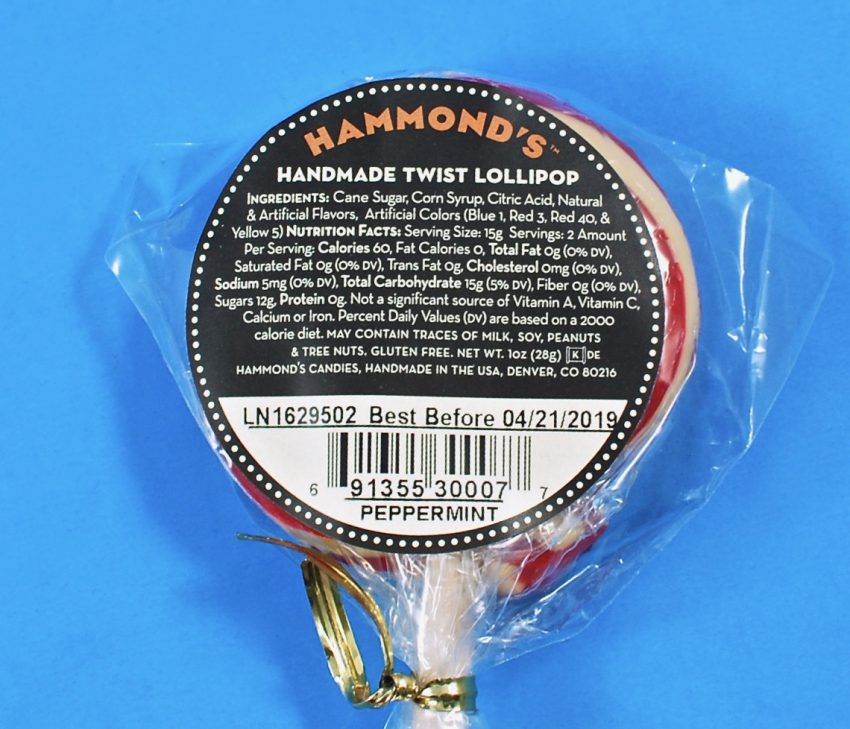 HAMMOND'S™
HANDMADE TWIST LOLLIPOP
INGREDIENTS: Cane Sugar, Corn Syrup, Citric Acid, Natural
& Artificial Flavors, Artificial Colors (Blue 1, Red 3, Red 40, &
Yellow 5) NUTRITION FACTS: Serving Size: 15g Servings: 2 Amount
Per Serving: Calories 60, Fat Calories 0, Total Fat 0g (0% DV),
Saturated Fat 0g (0% DV), Trans Fat 0g, Cholesterol 0mg (0% DV),
Sodium 5mg (0% DV), Total Carbohydrate 15g (5% DV), Fiber 0g (0% DV),
Sugars 12g, Protein 0g. Not a significant source of Vitamin A, Vitamin C,
Calcium or Iron. Percent Daily Values (DV) are based on a 2000
calorie diet. MAY CONTAIN TRACES OF MILK, SOY, PEANUTS
& TREE NUTS. GLUTEN FREE. NET WT. 1oz (28g) K DE
HAMMOND'S CANDIES, HANDMADE IN THE USA, DENVER, CO 80216
LN1629502 Best Before 04/21/2019
6 91355 30007 7
PEPPERMINT